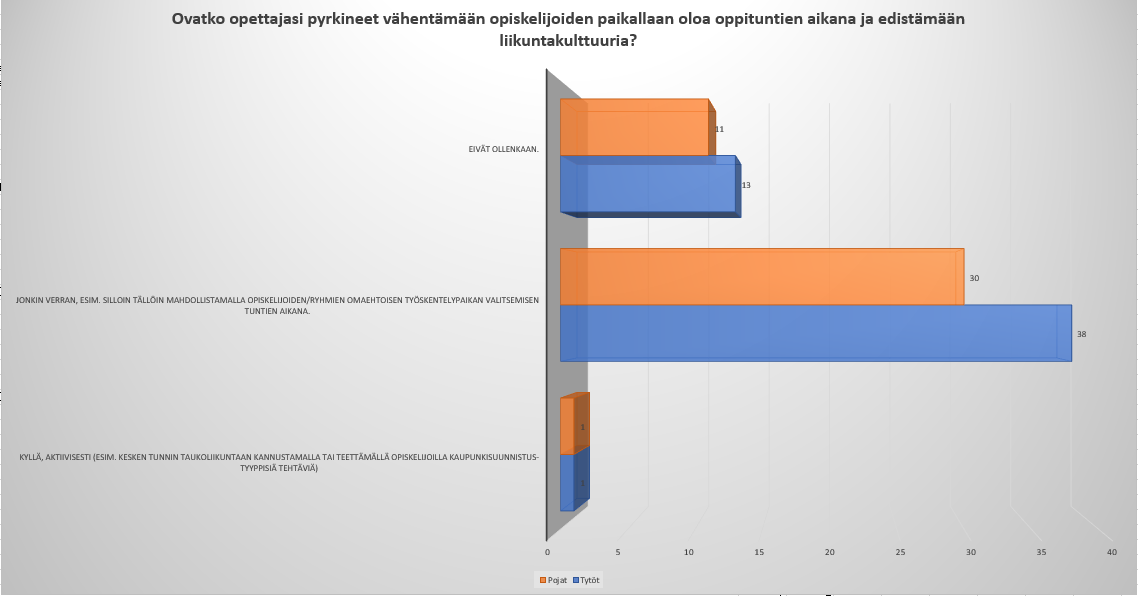 Ovatko opettajasi pyrkineet vähentämään opiskelijoiden paikallaan oloa oppituntien aikana ja edistämään
liikuntakulttuuria?
11
EIVÄT OLLENKAAN.
13
30
JONKIN VERRAN, ESIM. SILLOIN TÄLLÖIN MAHDOLLISTAMALLA OPISKELIJOIDEN/RYHMIEN OMAEHTOISEN TYÖSKENTELYPAIKAN VALITSEMISEN
TUNTIEN AIKANA.
38
1
KYLLÄ, AKTIIVISESTI (ESIM. KESKEN TUNNIN TAUKOLIIKUNTAAN KANNUSTAMALLA TAI TEETTÄMÄLLÄ OPISKELIJOILLA KAUPUNKISUUNNISTUS-
TYYPPISIÄ TEHTÄVIÄ)
1
0 5 10 15 20 25 30 35 40
Pojat Tytöt